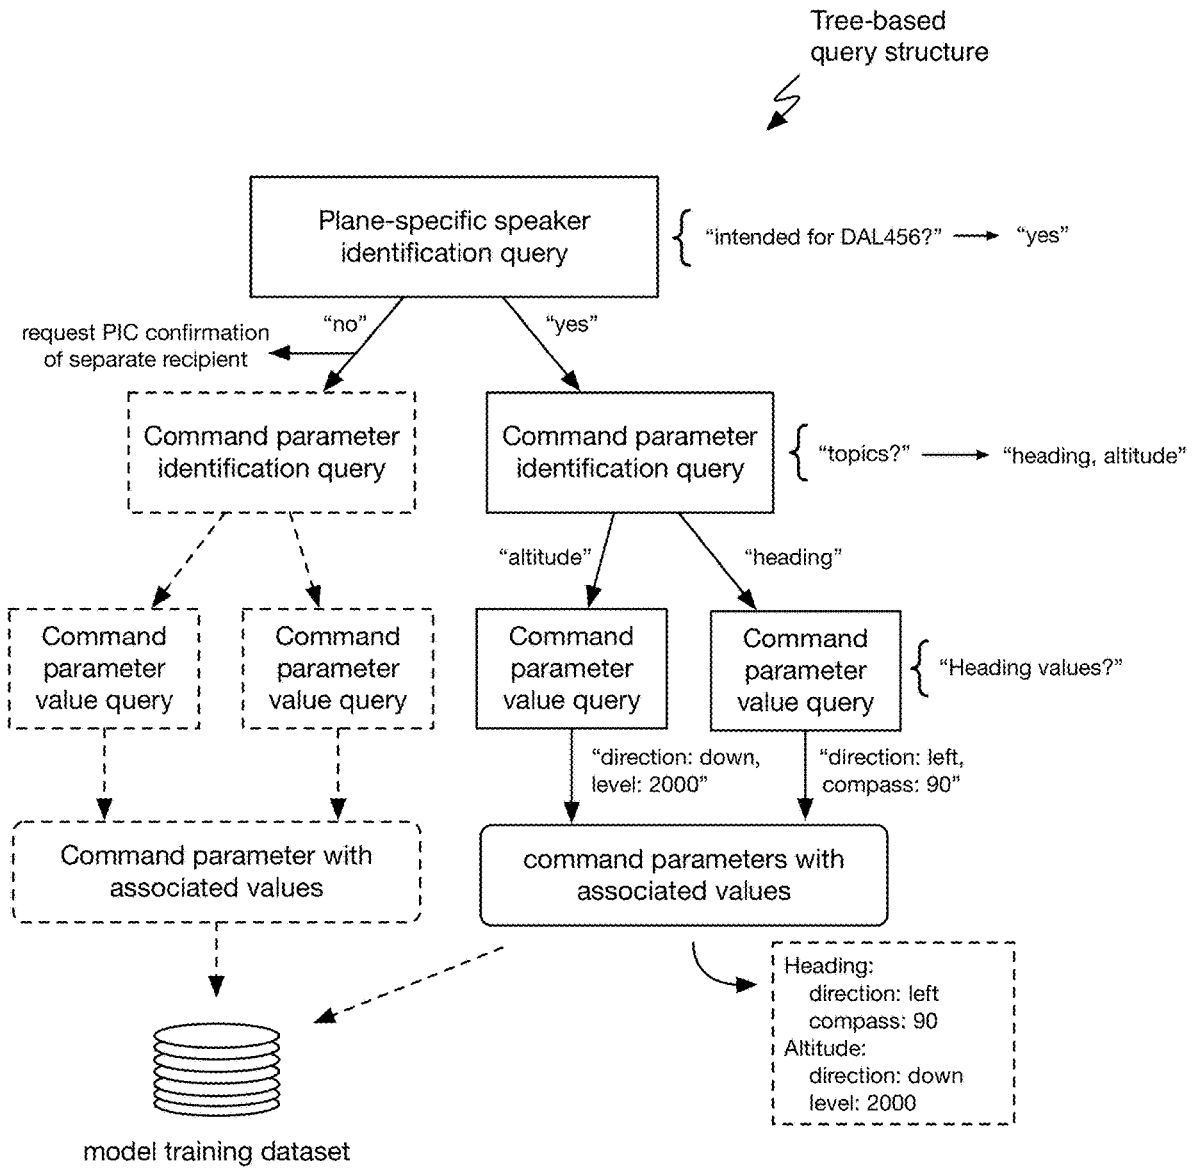 Tree-based
query structure
Plane-specific speaker
identification query
“intended for DAL456?”
“yes”
“no”
“yes”
request PIC confirmation
of separate recipient
Command parameter
identification query
Command parameter
identification query
“topics?”
“heading, altitude”
“altitude”
“heading”
Command
parameter
value query
Command
parameter
value query
Command
parameter
value query
Command
parameter
value query
“Heading values?”
“direction: down,
level: 2000”
“direction: left,
compass: 90”
Command parameter with
associated values
command parameters with
associated values
Heading:
direction: left
compass: 90
Altitude:
direction: down
level: 2000
model training dataset